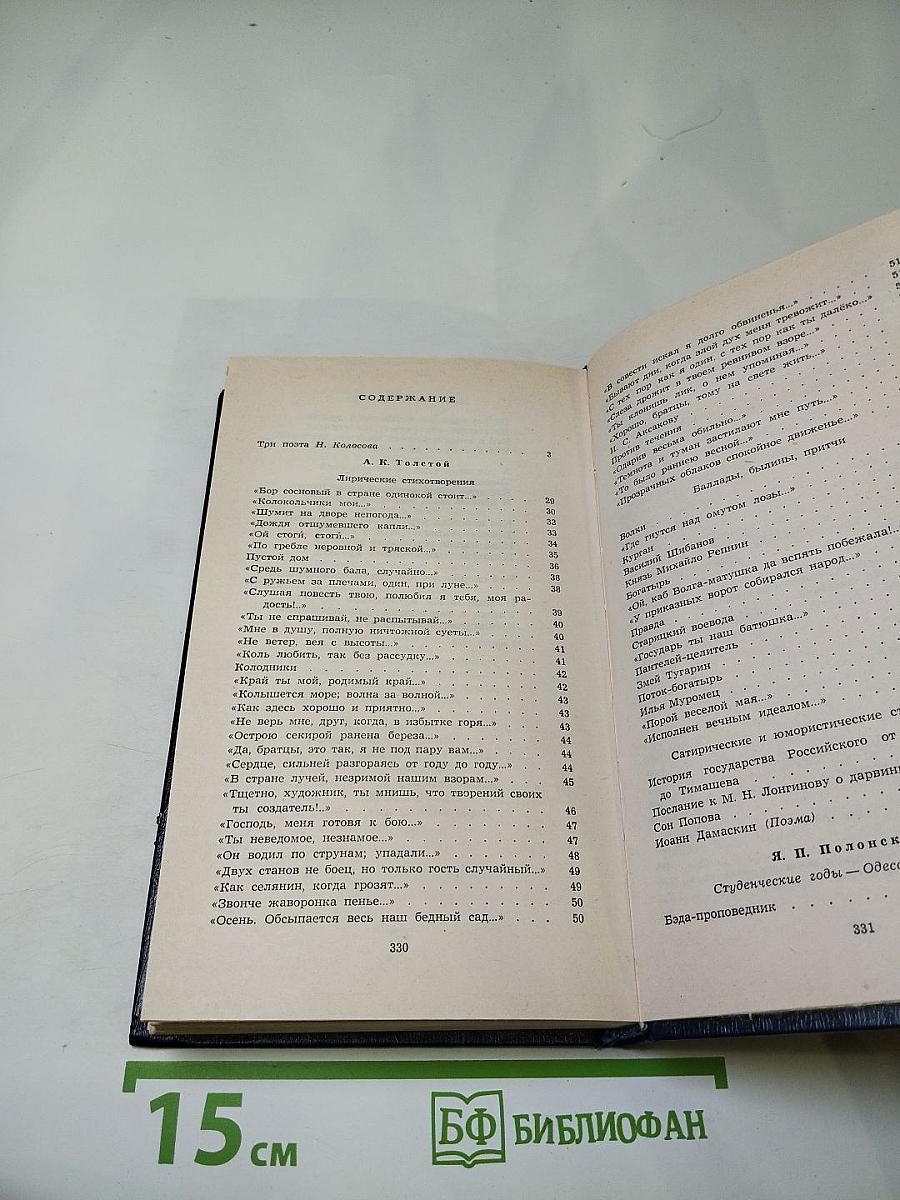 СОДЕРЖАНИЕ
Три поэта Н. Колосова . . . . . . . . . . . . 3
А. К. Толстой
Лирические стихотворения
«Бор сосновый в стране одинокой стоит...» . . . . . 29
«Колокольчики мои...» . . . . . . . . . . 30
«Шумит на дворе непогода...» . . . . . . . . 32
«Дождя отшумевшего капли...» . . . . . . . . 33
«Ой стоги, стоги...» . . . . . . . . . . 34
«По гребле неровной и тряской...» . . . . . . . 35
Пустой дом . . . . . . . . . . . . 36
«Средь шумного бала, случайно...» . . . . . . . 38
«С ружьем за плечами, один, при луне...» . . . . . 38
«Слушая повесть твою, полюбил я тебя, моя ра-
дость!..» . . . . . . . . . . . . 39
«Ты не спрашивай, не распытывай...» . . . . . . 40
«Мне в душу, полную ничтожной суеты...» . . . . 40
«Не ветер, вея с высоты...» . . . . . . . . 41
«Коль любить, так без рассудку...» . . . . . . 41
Колодники . . . . . . . . . . . . 42
«Край ты мой, родимый край...» . . . . . . . 42
«Колышется море; волна за волной...» . . . . . 43
«Как здесь хорошо и приятно...» . . . . . . . 43
«Не верь мне, друг, когда, в избытке горя...» . . . 43
«Острою секирой ранена береза...» . . . . . . 44
«Да, братцы, это так, я не под пару вам...» . . . . 44
«Сердце, сильней разгораясь от году до году...» . . 44
«В стране лучей, незримой нашим взорам...» . . . 45
«Тщетно, художник, ты мнишь, что творений своих
ты создатель!..» . . . . . . . . . . 46
«Господь, меня готовя к бою...» . . . . . . . 47
«Ты неведомое, незнамое...» . . . . . . . . 47
«Он водил по струнам; упадали...» . . . . . . 48
«Двух станов не боец, но только гость случайный...» 49
«Как селянин, когда грозят...» . . . . . . . 49
«Звонче жаворонка пенье...» . . . . . . . . 50
«Осень. Обсыпается весь наш бедный сад...» . . . 50
330
«В совести искал я долго обвиненья...» . . . . . 51
«Бывают дни, когда злой дух меня тревожит...» . .
«С тех пор как я один, с тех пор как ты далёко...»
«Слеза дрожит в твоем ревнивом взоре...» . . .
«Ты клонишь лик, о нем упоминая...» . . . .
«Хорошо, братцы, тому на свете жить...» . . .
И. С. Аксакову . . . . . . . .
Против течения . . . . . . . .
«Одарив весьма обильно...» . . . . . .
«Темнота и туман застилают мне путь...» . . .
«То было раннею весной...» . . . . . .
«Прозрачных облаков спокойное движенье...» . .
Баллады, былины, притчи
Волки . . . . . . . . . .
«Где гнутся над омутом лозы...» . . . . .
Курган . . . . . . . . . .
Василий Шибанов . . . . . . . .
Князь Михайло Репнин . . . . . . .
Богатырь . . . . . . . . .
«Ой, каб Волга-матушка да вспять побежала!..
«У приказных ворот собирался народ...» . . .
Правда . . . . . . . . . .
Старицкий воевода . . . . . . . .
«Государь ты наш батюшка...» . . . . . .
Пантелей-целитель . . . . . . . .
Змей Тугарин . . . . . . . . .
Поток-богатырь . . . . . . . . .
Илья Муромец . . . . . . . . .
«Порой веселой мая...» . . . . . . .
«Исполнен вечным идеалом...» . . . . . .
Сатирические и юмористические ст
История государства Российского от
до Тимашева . . . . . . . .
Послание к М. Н. Лонгинову о дарвини
Сон Попова . . . . . . . . .
Иоанн Дамаскин (Поэма) . . . . . .
Я. П. Полонск
Студенческие годы — Одесс
Бэда-проповедник . . . . . .
331
15 см
БФ БИБЛИОФАН